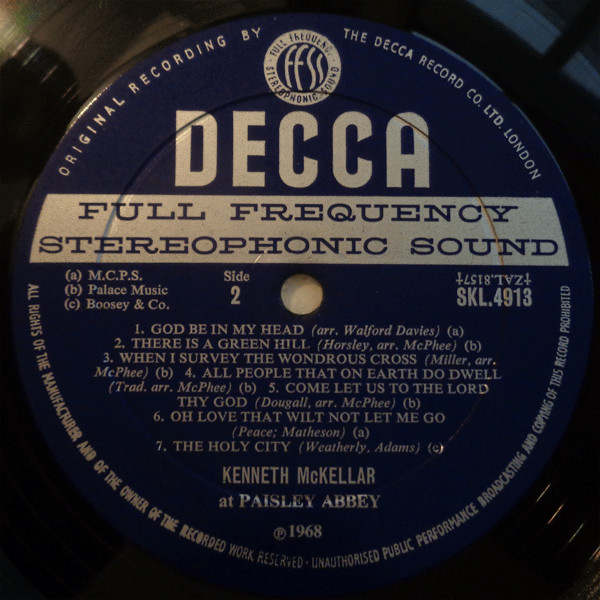 ORIGINAL RECORDING BY THE DECCA RECORD CO. LTD. LONDON
FULL FREQUENCY
FFSS
STEREOPHONIC SOUND
DECCA
FULL FREQUENCY
STEREOPHONIC SOUND
(a) M.C.P.S.
(b) Palace Music
(c) Boosey & Co.
Side
2
‡ZAL.8157‡
SKL.4913
1. GOD BE IN MY HEAD (arr. Walford Davies) (a)
2. THERE IS A GREEN HILL (Horsley, arr. McPhee) (b)
3. WHEN I SURVEY THE WONDROUS CROSS (Miller, arr.
McPhee) (b) 4. ALL PEOPLE THAT ON EARTH DO DWELL
(Trad. arr. McPhee) (b) 5. COME LET US TO THE LORD
THY GOD (Dougall, arr. McPhee) (b)
6. OH LOVE THAT WILT NOT LET ME GO
(Peace; Matheson) (a)
7. THE HOLY CITY (Weatherly, Adams) (c)
KENNETH McKELLAR
at PAISLEY ABBEY
℗1968
ALL RIGHTS OF THE MANUFACTURER AND OF THE OWNER OF THE RECORDED WORK RESERVED · UNAUTHORISED PUBLIC PERFORMANCE BROADCASTING AND COPYING OF THIS RECORD PROHIBITED